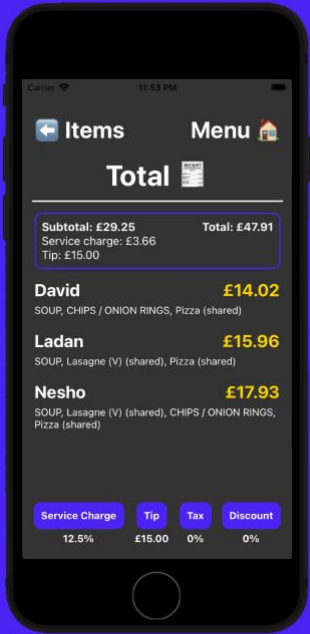 Carrier 11:53 PM
Items Menu
Total
RECEIPT
Subtotal: £29.25 Total: £47.91
Service charge: £3.66
Tip: £15.00
David £14.02
SOUP, CHIPS / ONION RINGS, Pizza (shared)
Ladan £15.96
SOUP, Lasagne (V) (shared), Pizza (shared)
Nesho £17.93
SOUP, Lasagne (V) (shared), CHIPS / ONION RINGS,
Pizza (shared)
Service Charge Tip Tax Discount
12.5% £15.00 0% 0%